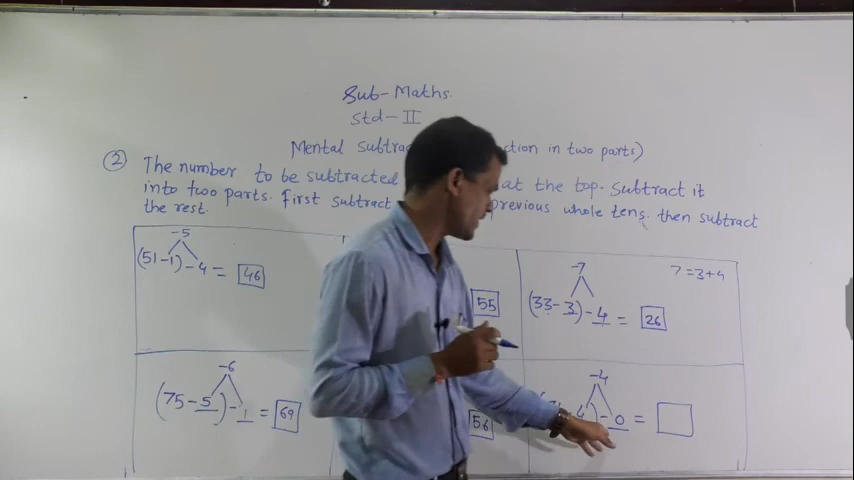 Sub-Maths.
Std-II
Mental Subtrac ction in two parts)
② The number to be subtracted at the top. Subtract it
into two parts. First subtract previous whole tens. then subtract
the rest.
-5
(51-1)-4= 46
55
-7
7=3+4
(33-3)-4= 26
-6
(75-5)-1= 69
56
-4
4)-0=